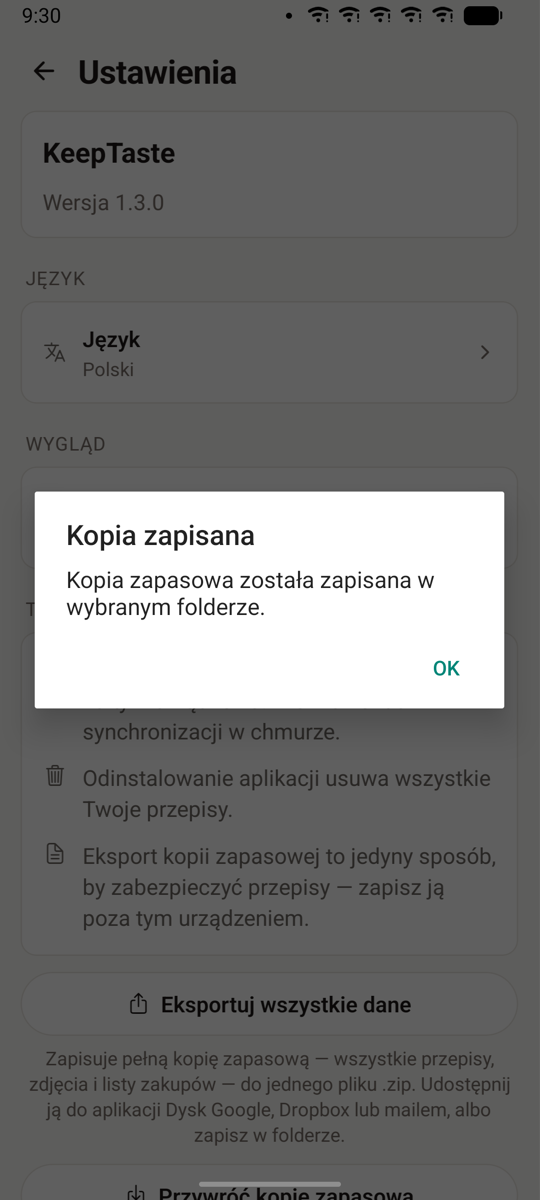 9:30
Ustawienia
KeepTaste
Wersja 1.3.0
JĘZYK
Język
Polski
WYGLĄD
Kopia zapisana
Kopia zapasowa została zapisana w
wybranym folderze.
OK
synchronizacji w chmurze.
Odinstalowanie aplikacji usuwa wszystkie
Twoje przepisy.
Eksport kopii zapasowej to jedyny sposób,
by zabezpieczyć przepisy — zapisz ją
poza tym urządzeniem.
Eksportuj wszystkie dane
Zapisuje pełną kopię zapasową — wszystkie przepisy,
zdjęcia i listy zakupów — do jednego pliku .zip. Udostępnij
ją do aplikacji Dysk Google, Dropbox lub mailem, albo
zapisz w folderze.
Przywróć kopię zapasową